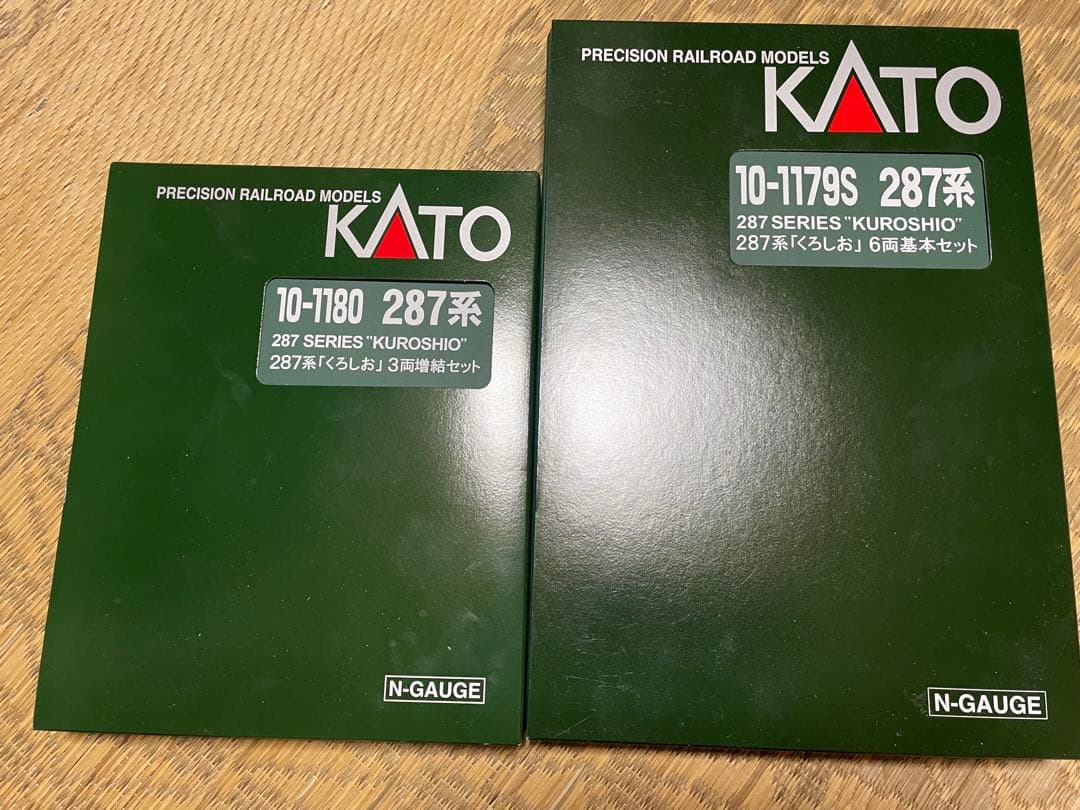 PRECISION RAILROAD MODELS
KATO
10-1180 287系
287 SERIES "KUROSHIO"
287系「くろしお」3両増結セット
N-GAUGE
PRECISION RAILROAD MODELS
KATO
10-1179S 287系
287 SERIES "KUROSHIO"
287系「くろしお」6両基本セット
N-GAUGE